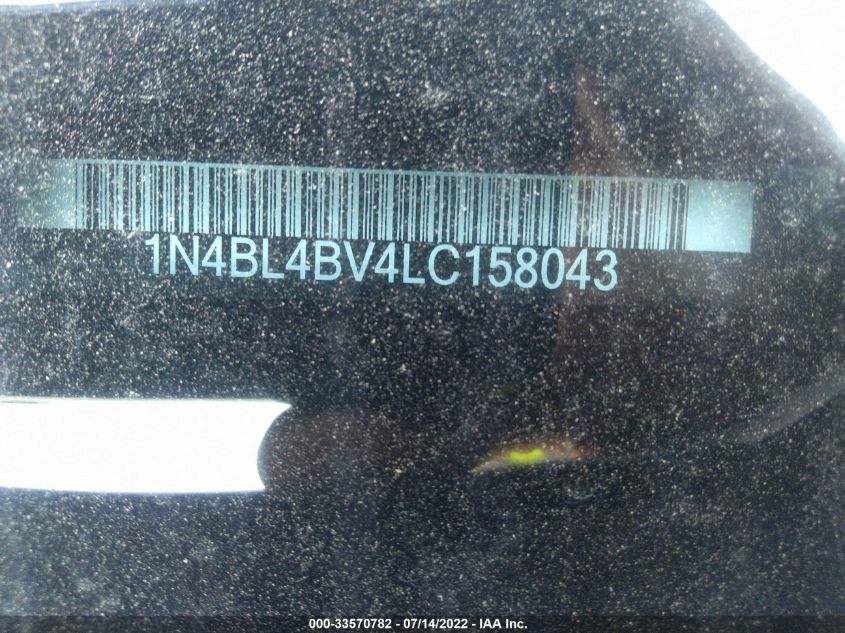 1N4BL4BV4LC158043
000-33570782 - 07/14/2022 - IAA Inc.